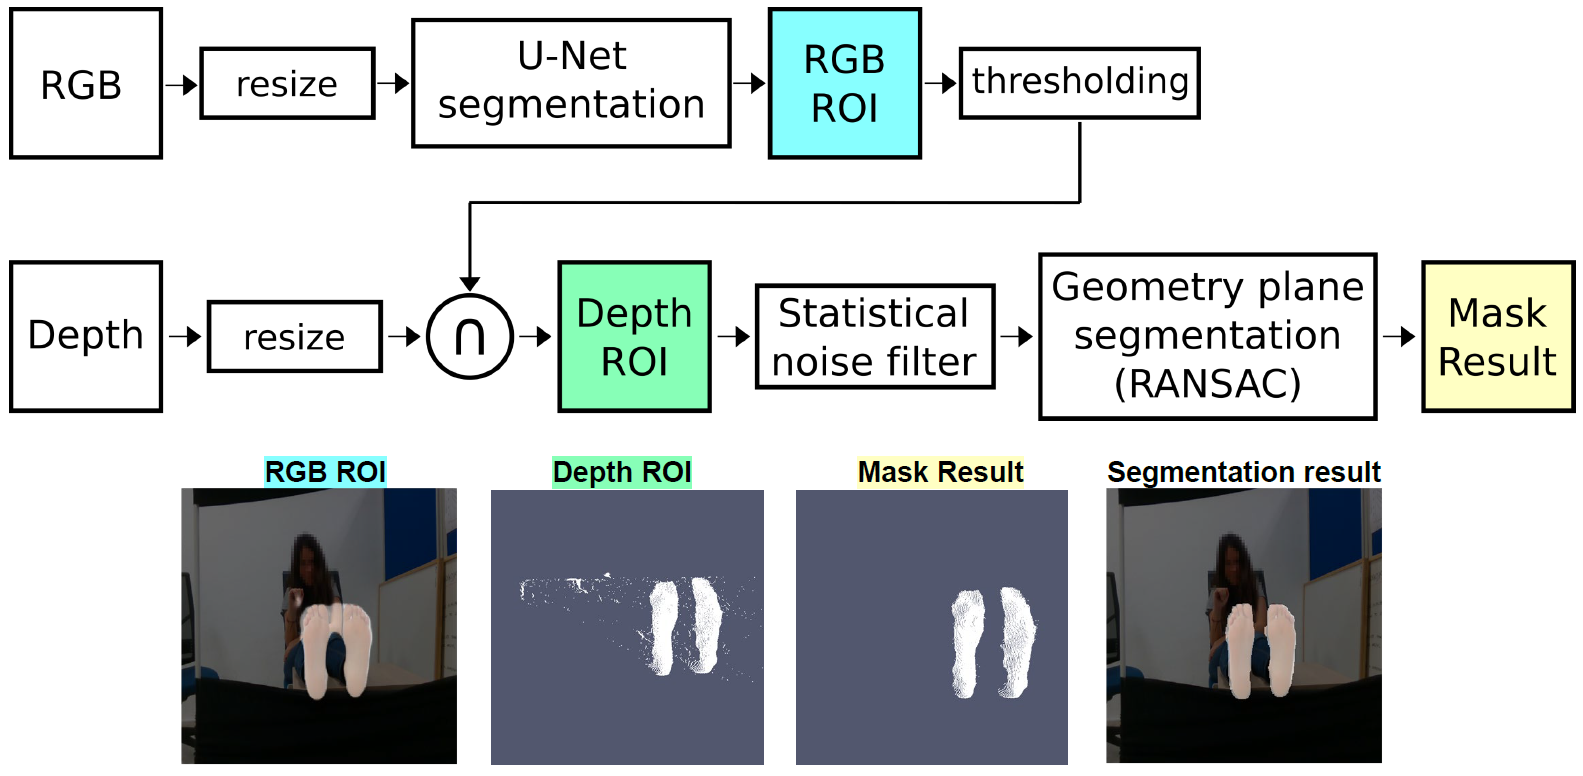 RGB
resize
U-Net
segmentation
RGB
ROI
thresholding
Depth
resize
∩
Depth
ROI
Statistical
noise filter
Geometry plane
segmentation
(RANSAC)
Mask
Result
RGB ROI
Depth ROI
Mask Result
Segmentation result